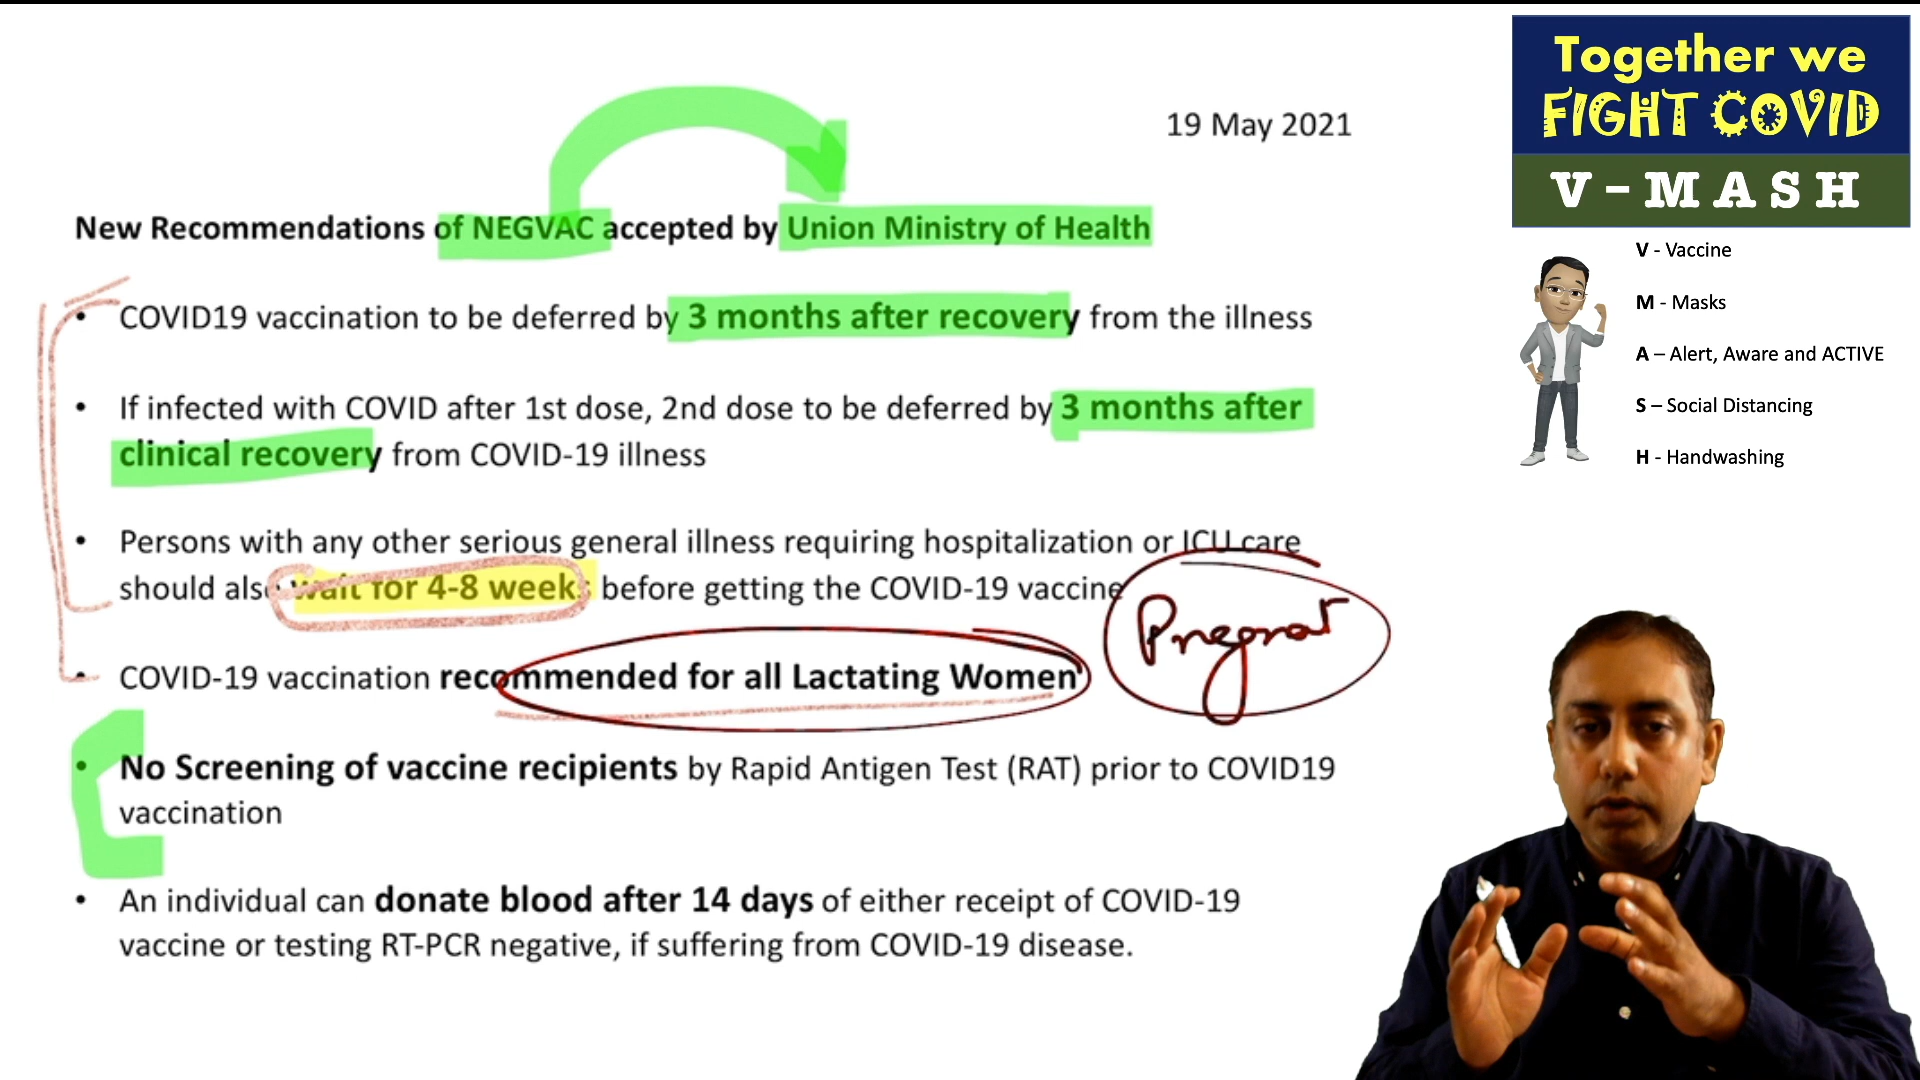 19 May 2021
New Recommendations of NEGVAC accepted by Union Ministry of Health
• COVID19 vaccination to be deferred by 3 months after recovery from the illness
• If infected with COVID after 1st dose, 2nd dose to be deferred by 3 months after
clinical recovery from COVID-19 illness
• Persons with any other serious general illness requiring hospitalization or ICU care
should also wait for 4-8 weeks before getting the COVID-19 vaccine
• COVID-19 vaccination recommended for all Lactating Women
• No Screening of vaccine recipients by Rapid Antigen Test (RAT) prior to COVID19
vaccination
• An individual can donate blood after 14 days of either receipt of COVID-19
vaccine or testing RT-PCR negative, if suffering from COVID-19 disease.
Together we
FIGHT COVID
V – M A S H
V - Vaccine
M - Masks
A – Alert, Aware and ACTIVE
S – Social Distancing
H - Handwashing